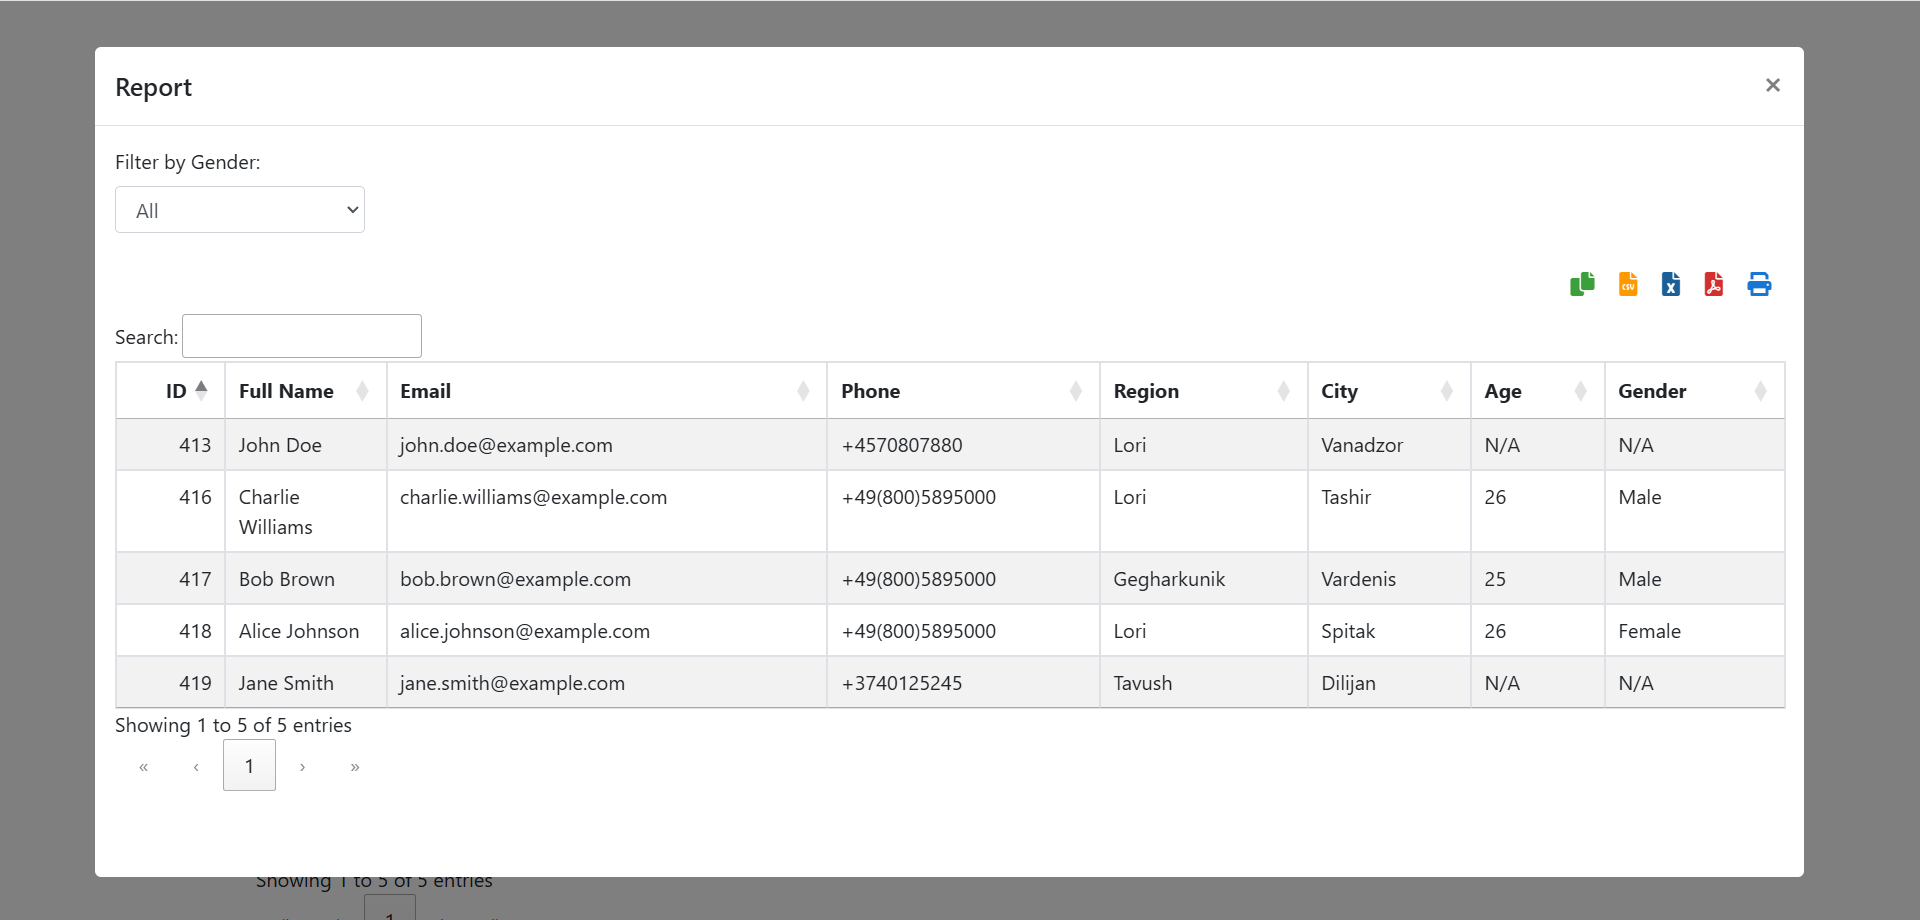 Report ×
Filter by Gender:
All
CSV X
Search:
ID Full Name Email Phone Region City Age Gender
413 John Doe john.doe@example.com +4570807880 Lori Vanadzor N/A N/A
416 Charlie Williams charlie.williams@example.com +49(800)5895000 Lori Tashir 26 Male
417 Bob Brown bob.brown@example.com +49(800)5895000 Gegharkunik Vardenis 25 Male
418 Alice Johnson alice.johnson@example.com +49(800)5895000 Lori Spitak 26 Female
419 Jane Smith jane.smith@example.com +3740125245 Tavush Dilijan N/A N/A
Showing 1 to 5 of 5 entries
« ‹ 1 › »
Showing 1 to 5 of 5 entries
1